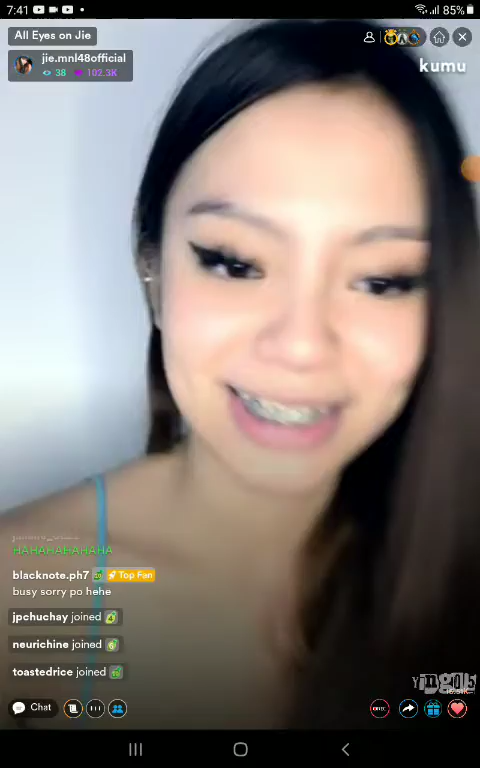 7:41
85%
All Eyes on Jie
jie.mnl48official
38
102.3K
kumu
HAHAHAHAHAHA
blacknote.ph7
Top Fan
busy sorry po hehe
jpchuchay joined
neurichine joined
toastedrice joined
Chat